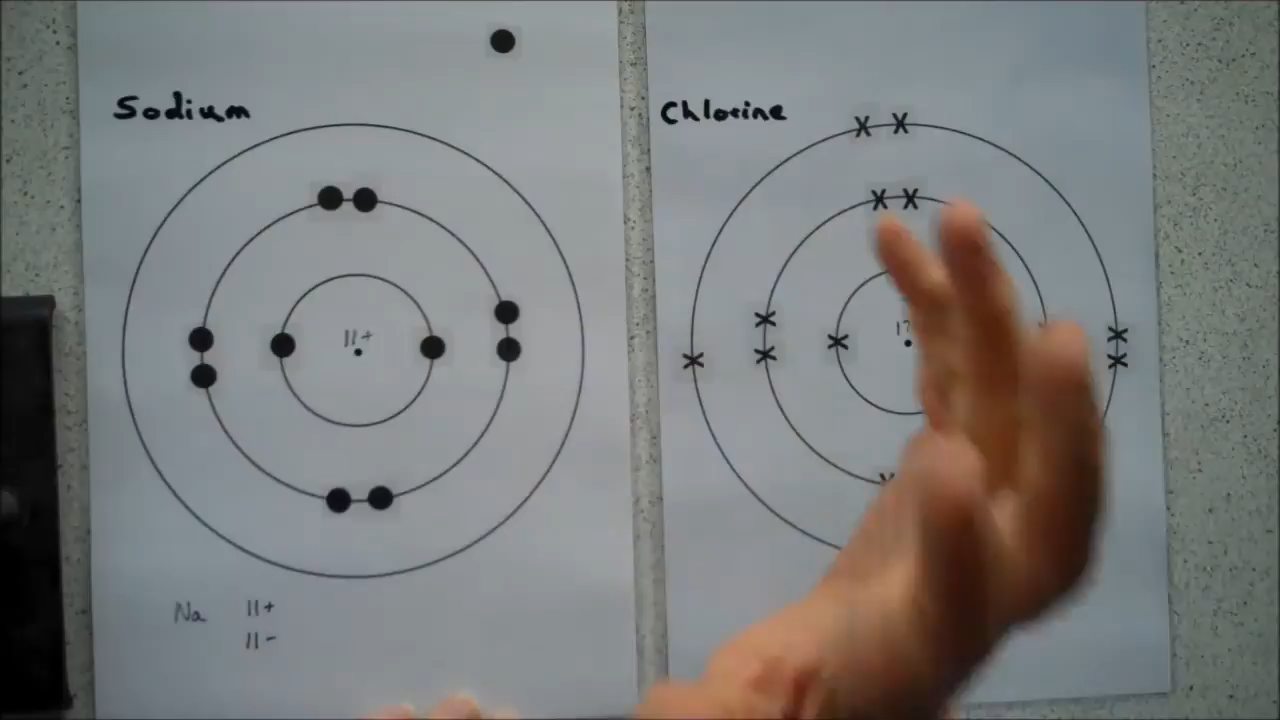 Sodium
11+
Na 11+
11-
Chlorine